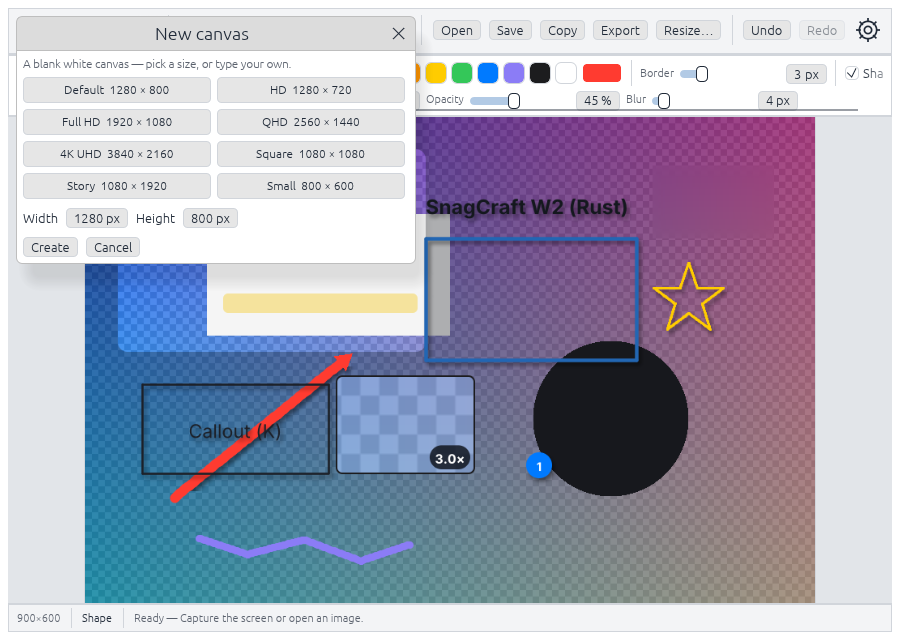 New canvas
Open Save Copy Export Resize... Undo Redo
A blank white canvas — pick a size, or type your own.
Border 3 px Sha
Default 1280 × 800 HD 1280 × 720
Opacity 45 % Blur 4 px
Full HD 1920 × 1080 QHD 2560 × 1440
4K UHD 3840 × 2160 Square 1080 × 1080
Story 1080 × 1920 Small 800 × 600
Width 1280 px Height 800 px
Create Cancel
SnagCraft W2 (Rust)
Callout (K)
3.0×
1
900×600 Shape Ready — Capture the screen or open an image.